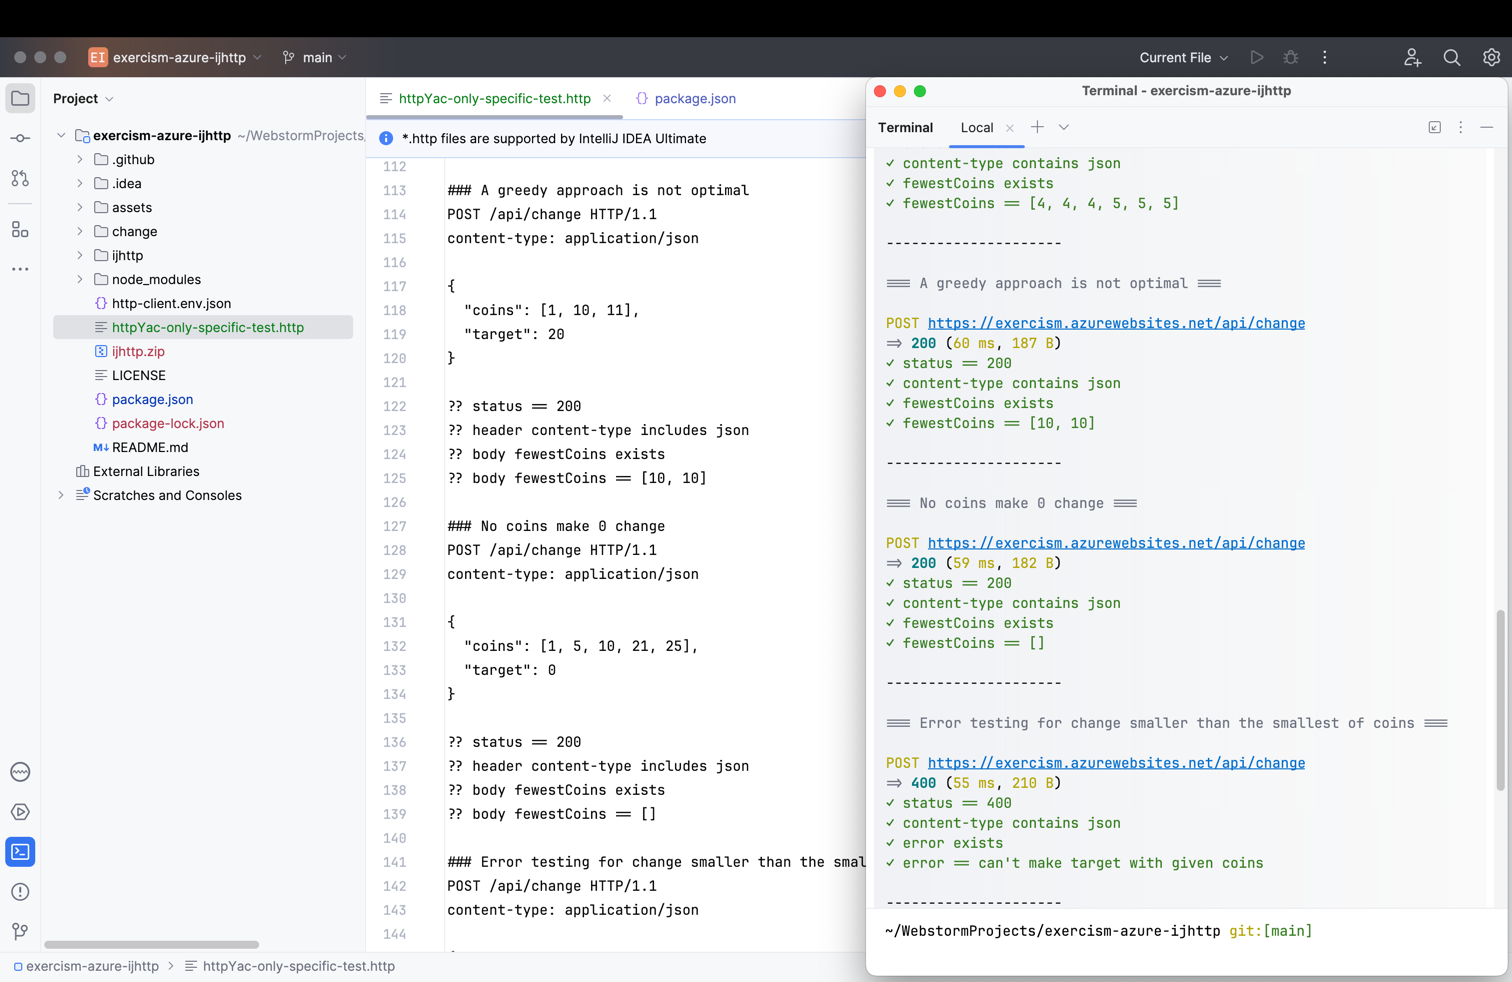 EI exercism-azure-ijhttp main Current File
Project
exercism-azure-ijhttp ~/WebstormProjects/
.github
.idea
assets
change
ijhttp
node_modules
http-client.env.json
httpYac-only-specific-test.http
ijhttp.zip
LICENSE
package.json
package-lock.json
README.md
External Libraries
Scratches and Consoles
httpYac-only-specific-test.http
package.json
*.http files are supported by IntelliJ IDEA Ultimate
112
113 ### A greedy approach is not optimal
114 POST /api/change HTTP/1.1
115 content-type: application/json
116
117 {
118 "coins": [1, 10, 11],
119 "target": 20
120 }
121
122 ?? status == 200
123 ?? header content-type includes json
124 ?? body fewestCoins exists
125 ?? body fewestCoins == [10, 10]
126
127 ### No coins make 0 change
128 POST /api/change HTTP/1.1
129 content-type: application/json
130
131 {
132 "coins": [1, 5, 10, 21, 25],
133 "target": 0
134 }
135
136 ?? status == 200
137 ?? header content-type includes json
138 ?? body fewestCoins exists
139 ?? body fewestCoins == []
140
141 ### Error testing for change smaller than the smal
142 POST /api/change HTTP/1.1
143 content-type: application/json
144
Terminal - exercism-azure-ijhttp
Terminal Local
✓ content-type contains json
✓ fewestCoins exists
✓ fewestCoins == [4, 4, 4, 5, 5, 5]
---------------------
=== A greedy approach is not optimal ===
POST https://exercism.azurewebsites.net/api/change
=> 200 (60 ms, 187 B)
✓ status == 200
✓ content-type contains json
✓ fewestCoins exists
✓ fewestCoins == [10, 10]
---------------------
=== No coins make 0 change ===
POST https://exercism.azurewebsites.net/api/change
=> 200 (59 ms, 182 B)
✓ status == 200
✓ content-type contains json
✓ fewestCoins exists
✓ fewestCoins == []
---------------------
=== Error testing for change smaller than the smallest of coins ===
POST https://exercism.azurewebsites.net/api/change
=> 400 (55 ms, 210 B)
✓ status == 400
✓ content-type contains json
✓ error exists
✓ error == can't make target with given coins
---------------------
~/WebstormProjects/exercism-azure-ijhttp git:[main]
exercism-azure-ijhttp > httpYac-only-specific-test.http